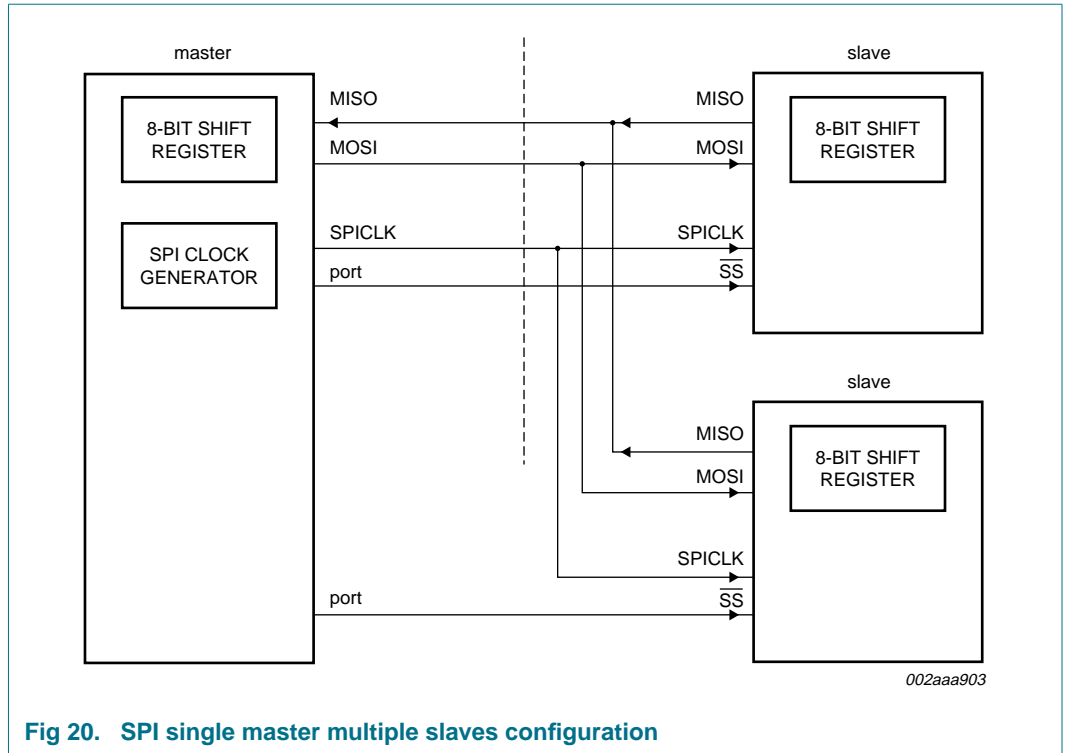 master
slave
MISO
MISO
8-BIT SHIFT
REGISTER
8-BIT SHIFT
REGISTER
MOSI
MOSI
SPICLK
SPICLK
SPI CLOCK
GENERATOR
port
SS
slave
MISO
8-BIT SHIFT
REGISTER
MOSI
SPICLK
port
SS
002aaa903
Fig 20. SPI single master multiple slaves configuration